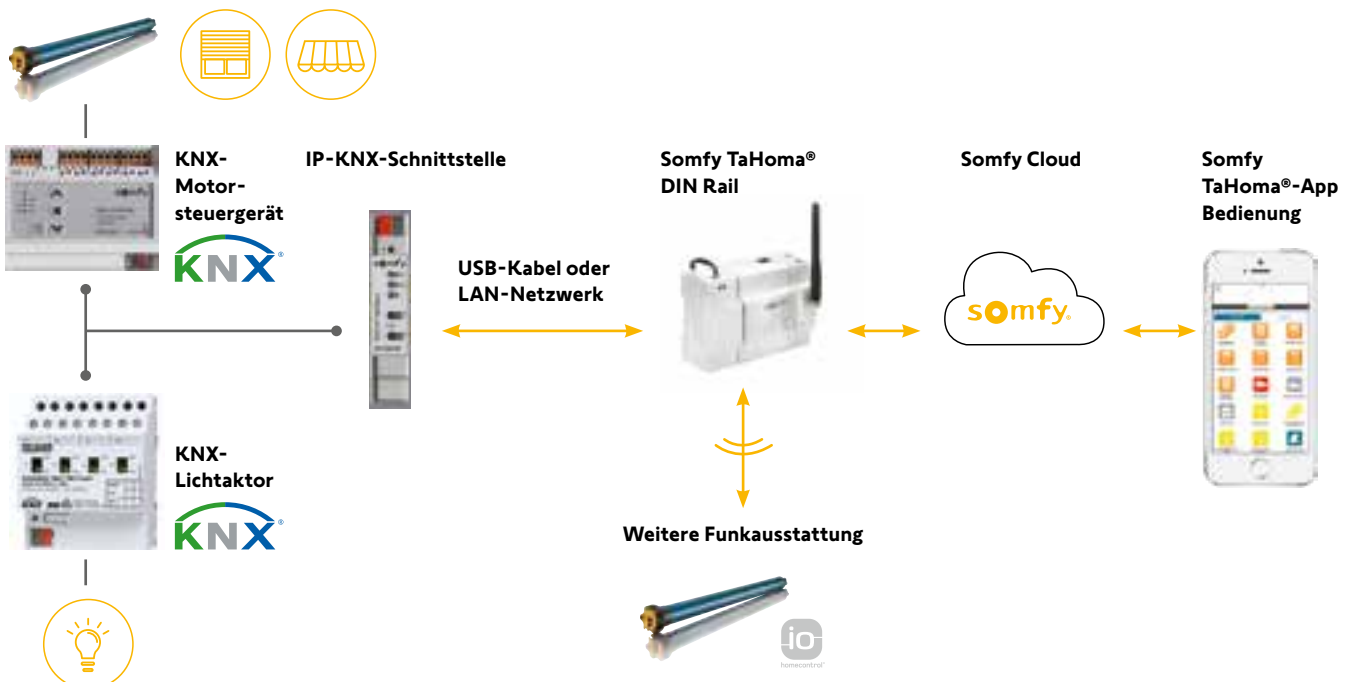 KNX-
Motor-
steuergerät
KNX®
IP-KNX-Schnittstelle
Somfy TaHoma®
DIN Rail
Somfy Cloud
Somfy
TaHoma®-App
Bedienung
somfy
USB-Kabel oder
LAN-Netzwerk
somfy.
KNX-
Lichtaktor
KNX®
Weitere Funkausstattung
io
homecontrol®